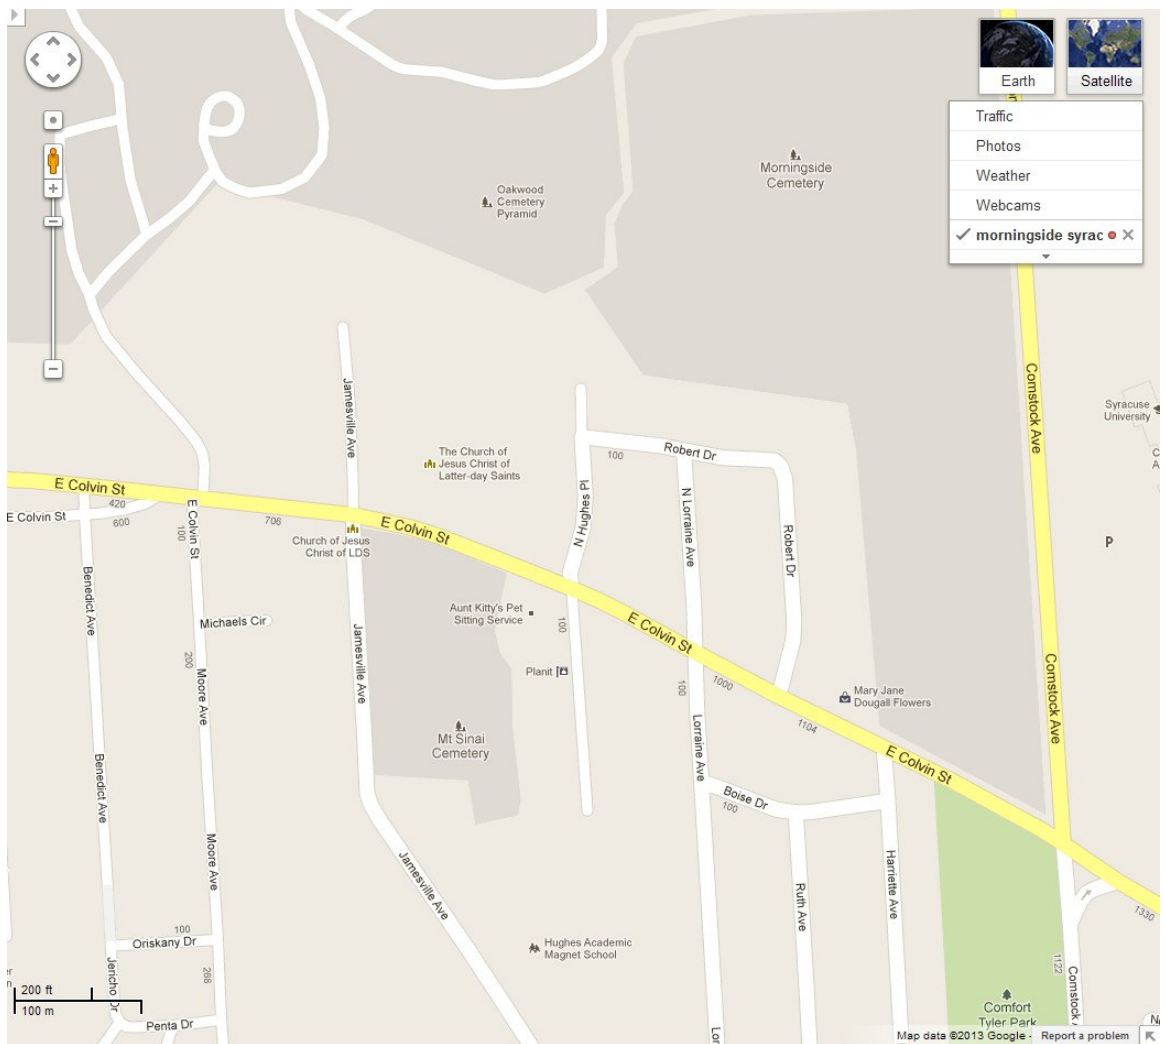 Earth
Satellite
Traffic
Photos
Weather
Webcams
morningside syrac
Morningside
Cemetery
Oakwood
Cemetery
Pyramid
Comstock Ave
Syracuse
University
Jamesville Ave
The Church of
Jesus Christ of
Latter-day Saints
N Hughes Pl
100
Robert Dr
N Lorraine Ave
Robert Dr
E Colvin St
420
E Colvin St
600
E Colvin St
100
706
Church of Jesus
Christ of LDS
E Colvin St
P
Benedict Ave
Michaels Cir
200
Moore Ave
Jamesville Ave
Aunt Kitty's Pet
Sitting Service
100
Planit
E Colvin St
100
1000
Mary Jane
Dougall Flowers
1104
Comstock Ave
Mt Sinai
Cemetery
Lorraine Ave
E Colvin St
Benedict Ave
Boise Dr
100
Moore Ave
Jamesville Ave
Ruth Ave
Harriette Ave
1330
100
Oriskany Dr
Hughes Academic
Magnet School
Jericho Dr
268
1122
Comstock A
200 ft
100 m
Penta Dr
Lor
Comfort
Tyler Park
Map data ©2013 Google -
Report a problem